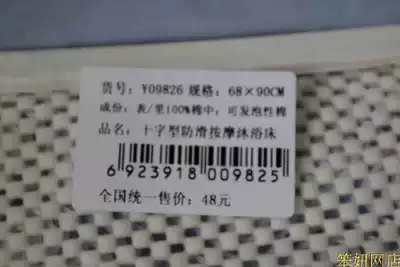 货号: Y09826 规格: 68×90CM
成份: 表/里100%棉中: 可发泡性棉
品名: 十字型防滑按摩沐浴床
6 923918 009825
全国统一售价: 48元
笨妞网店